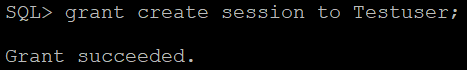 SQL> grant create session to Testuser;
Grant succeeded.